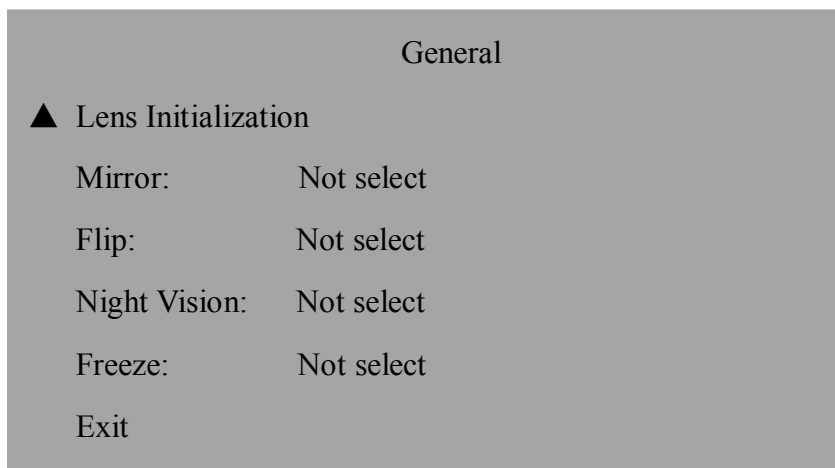 General
▲ Lens Initialization
Mirror: Not select
Flip: Not select
Night Vision: Not select
Freeze: Not select
Exit